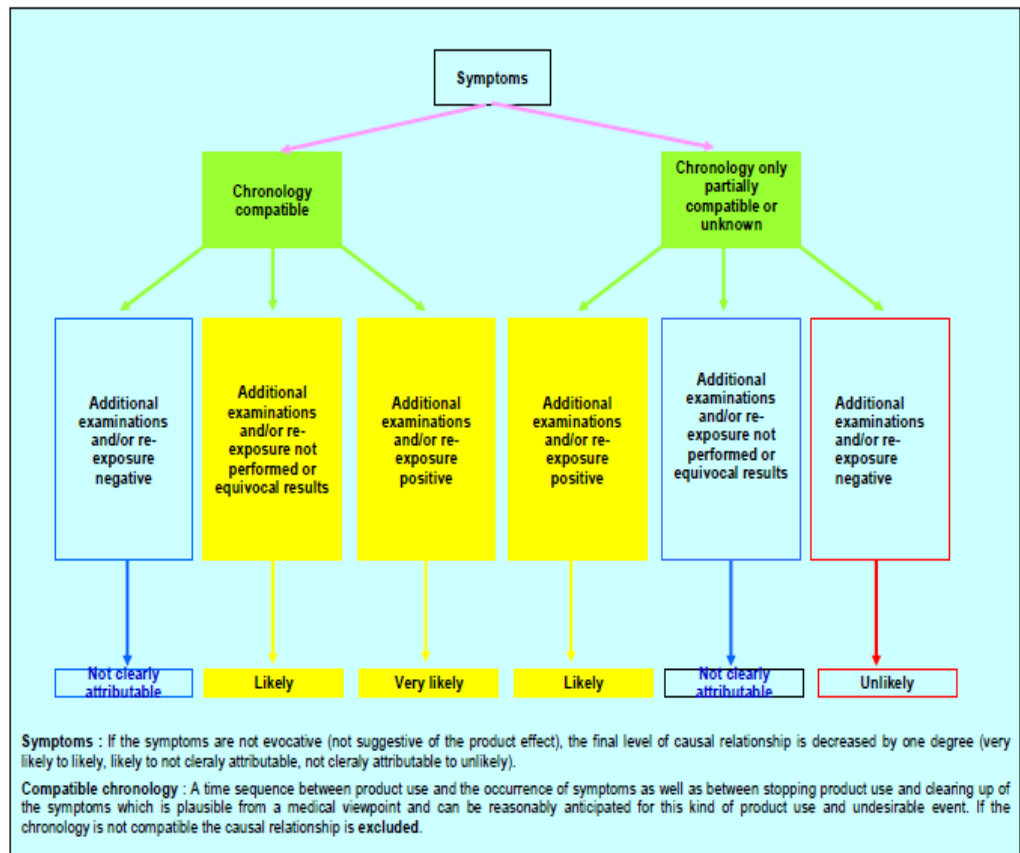 Symptoms
Chronology
compatible
Chronology only
partially
compatible or
unknown
Additional
examinations
and/or re-
exposure
negative
Additional
examinations
and/or re-
exposure not
performed or
equivocal results
Additional
examinations
and/or re-
exposure
positive
Additional
examinations
and/or re-
exposure
positive
Additional
examinations
and/or re-
exposure not
performed or
equivocal results
Additional
examinations
and/or re-
exposure
negative
Not clearly
attributable
Likely
Very likely
Likely
Not clearly
attributable
Unlikely
Symptoms : If the symptoms are not evocative (not suggestive of the product effect), the final level of causal relationship is decreased by one degree (very
likely to likely, likely to not cleraly attributable, not cleraly attributable to unlikely).
Compatible chronology : A time sequence between product use and the occurrence of symptoms as well as between stopping product use and clearing up of
the symptoms which is plausible from a medical viewpoint and can be reasonably anticipated for this kind of product use and undesirable event. If the
chronology is not compatible the causal relationship is excluded.